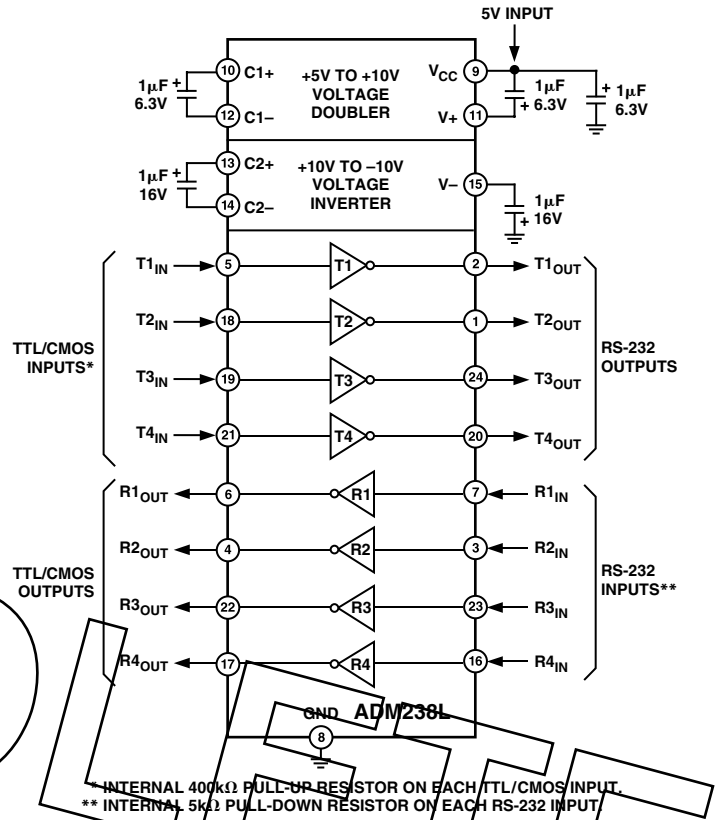 5V INPUT
1μF + 6.3V
10 C1+
12 C1–
+5V TO +10V
VOLTAGE
DOUBLER
VCC 9
V+ 11
1μF
+ 6.3V
+ 1μF
6.3V
1μF + 16V
13 C2+
14 C2–
+10V TO –10V
VOLTAGE
INVERTER
V– 15
1μF
+ 16V
TTL/CMOS
INPUTS*
T1IN 5 T1 2 T1OUT
T2IN 18 T2 1 T2OUT
T3IN 19 T3 24 T3OUT
T4IN 21 T4 20 T4OUT
RS-232
OUTPUTS
TTL/CMOS
OUTPUTS
R1OUT 6 R1 7 R1IN
R2OUT 4 R2 3 R2IN
R3OUT 22 R3 23 R3IN
R4OUT 17 R4 16 R4IN
RS-232
INPUTS**
GND ADM238L
8
* INTERNAL 400kΩ PULL-UP RESISTOR ON EACH TTL/CMOS INPUT.
** INTERNAL 5kΩ PULL-DOWN RESISTOR ON EACH RS-232 INPUT.